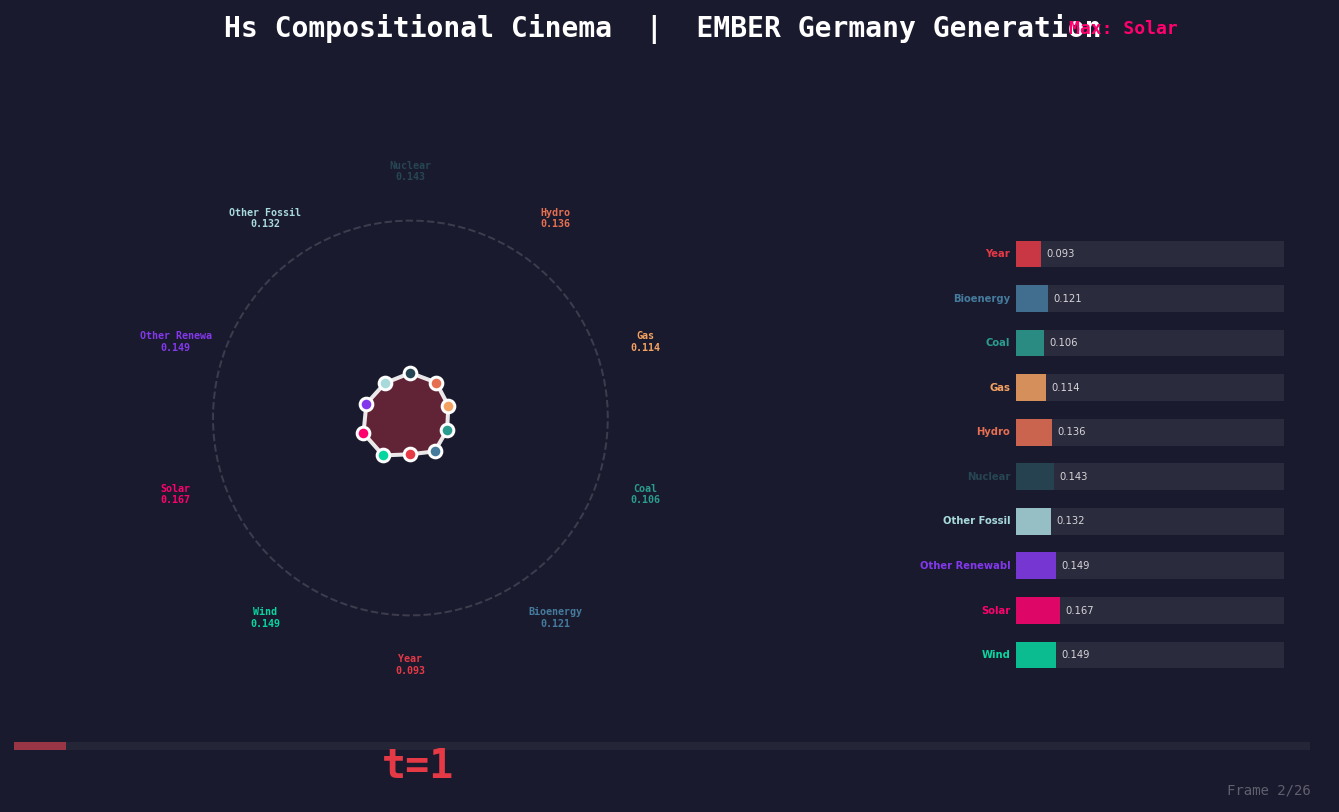 Hs Compositional Cinema | EMBER Germany Generation
Max: Solar
Nuclear
0.143
Other Fossil
0.132
Hydro
0.136
Other Renewa
0.149
Gas
0.114
Solar
0.167
Coal
0.106
Wind
0.149
Bioenergy
0.121
Year
0.093
Year 0.093
Bioenergy 0.121
Coal 0.106
Gas 0.114
Hydro 0.136
Nuclear 0.143
Other Fossil 0.132
Other Renewabl 0.149
Solar 0.167
Wind 0.149
t=1
Frame 2/26